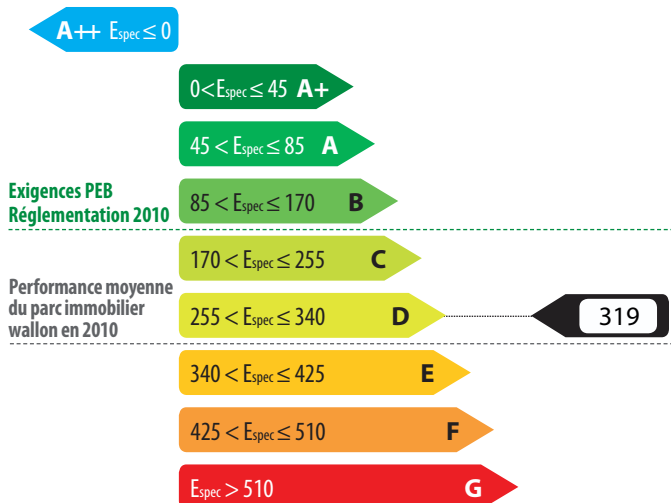 A++ Espec ≤ 0
0 < Espec ≤ 45 A+
45 < Espec ≤ 85 A
Exigences PEB
Réglementation 2010
85 < Espec ≤ 170 B
170 < Espec ≤ 255 C
Performance moyenne
du parc immobilier
wallon en 2010
255 < Espec ≤ 340 D
319
340 < Espec ≤ 425 E
425 < Espec ≤ 510 F
Espec > 510 G